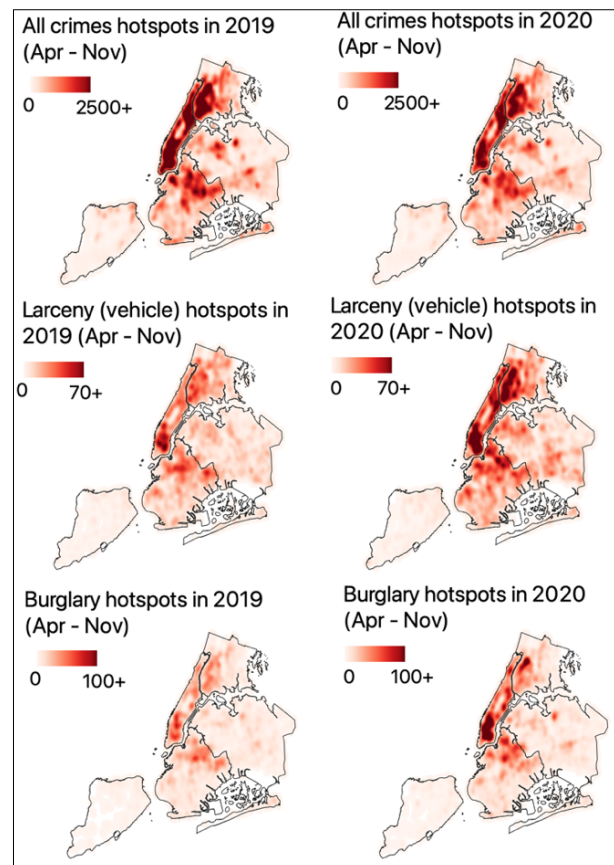 All crimes hotspots in 2019
(Apr - Nov)
0
2500+
All crimes hotspots in 2020
(Apr - Nov)
0
2500+
Larceny (vehicle) hotspots in
2019 (Apr - Nov)
0
70+
Larceny (vehicle) hotspots in
2020 (Apr - Nov)
0
70+
Burglary hotspots in 2019
(Apr - Nov)
0
100+
Burglary hotspots in 2020
(Apr - Nov)
0
100+